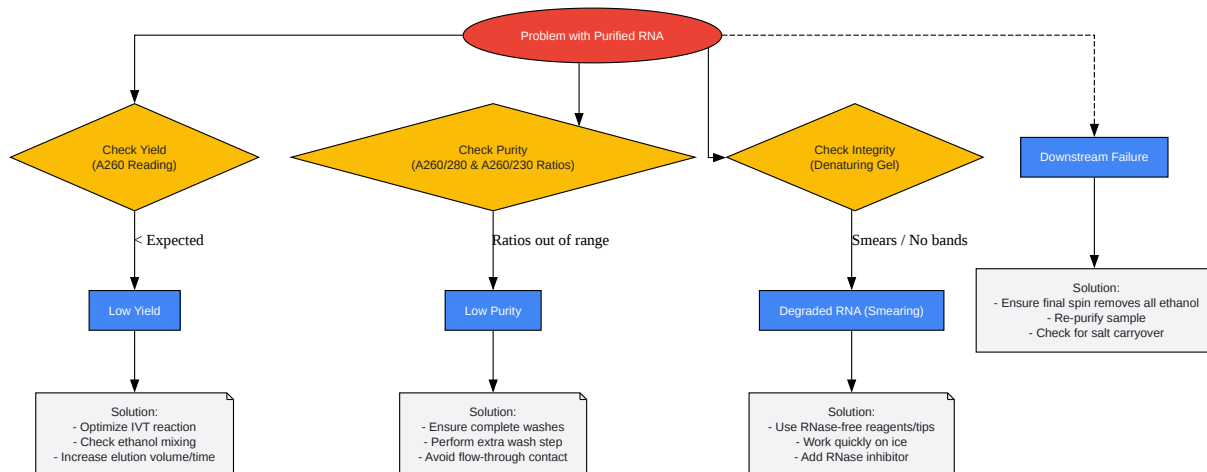 Problem with Purified RNA
Check Yield
(A260 Reading)
Check Purity
(A260/280 & A260/230 Ratios)
Check Integrity
(Denaturing Gel)
Downstream Failure
< Expected
Ratios out of range
Smears / No bands
Low Yield
Low Purity
Degraded RNA (Smearing)
Solution:
- Ensure final spin removes all ethanol
- Re-purify sample
- Check for salt carryover
Solution:
- Optimize IVT reaction
- Check ethanol mixing
- Increase elution volume/time
Solution:
- Ensure complete washes
- Perform extra wash step
- Avoid flow-through contact
Solution:
- Use RNase-free reagents/tips
- Work quickly on ice
- Add RNase inhibitor